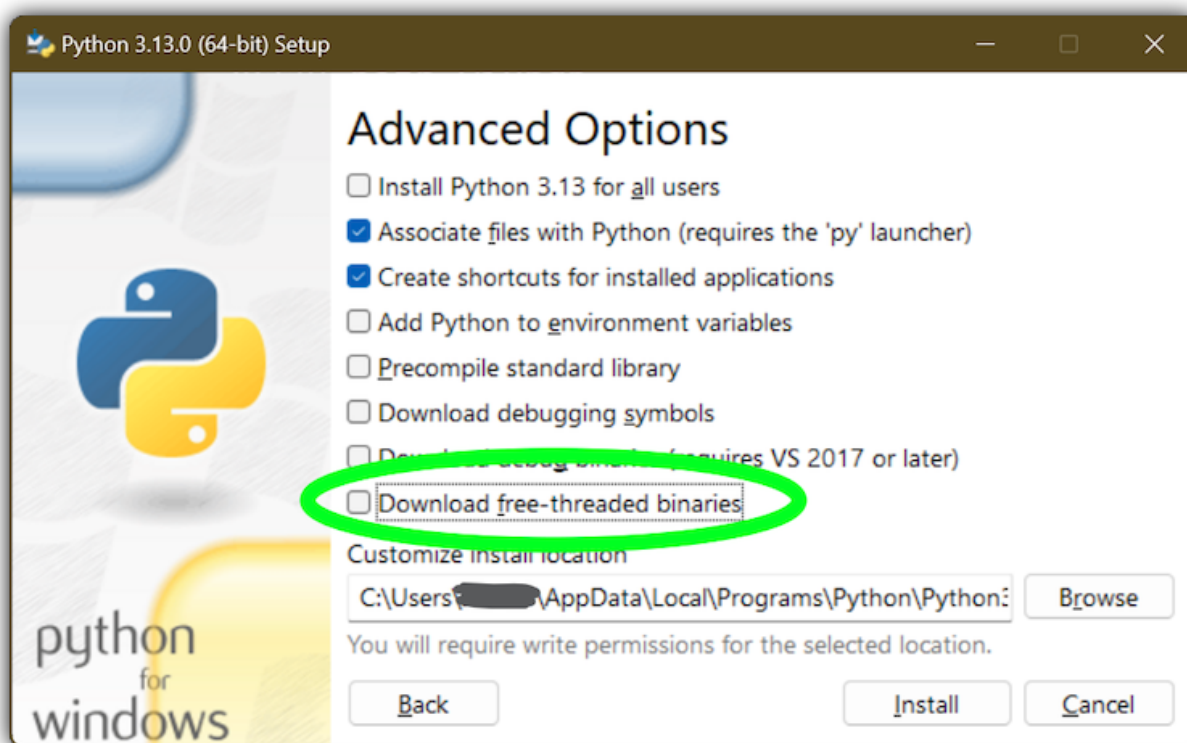 Python 3.13.0 (64-bit) Setup
Advanced Options
Install Python 3.13 for all users
Associate files with Python (requires the 'py' launcher)
Create shortcuts for installed applications
Add Python to environment variables
Precompile standard library
Download debugging symbols
Download debug binaries (requires VS 2017 or later)
Download free-threaded binaries
Customize install location
C:\Users\ \AppData\Local\Programs\Python\Python3
Browse
You will require write permissions for the selected location.
python
for
windows
Back
Install
Cancel